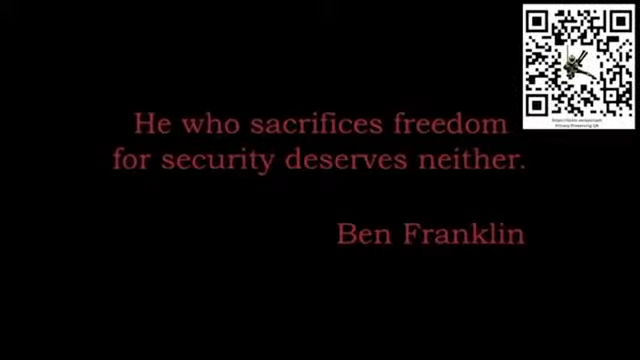 He who sacrifices freedom
for security deserves neither.
Ben Franklin